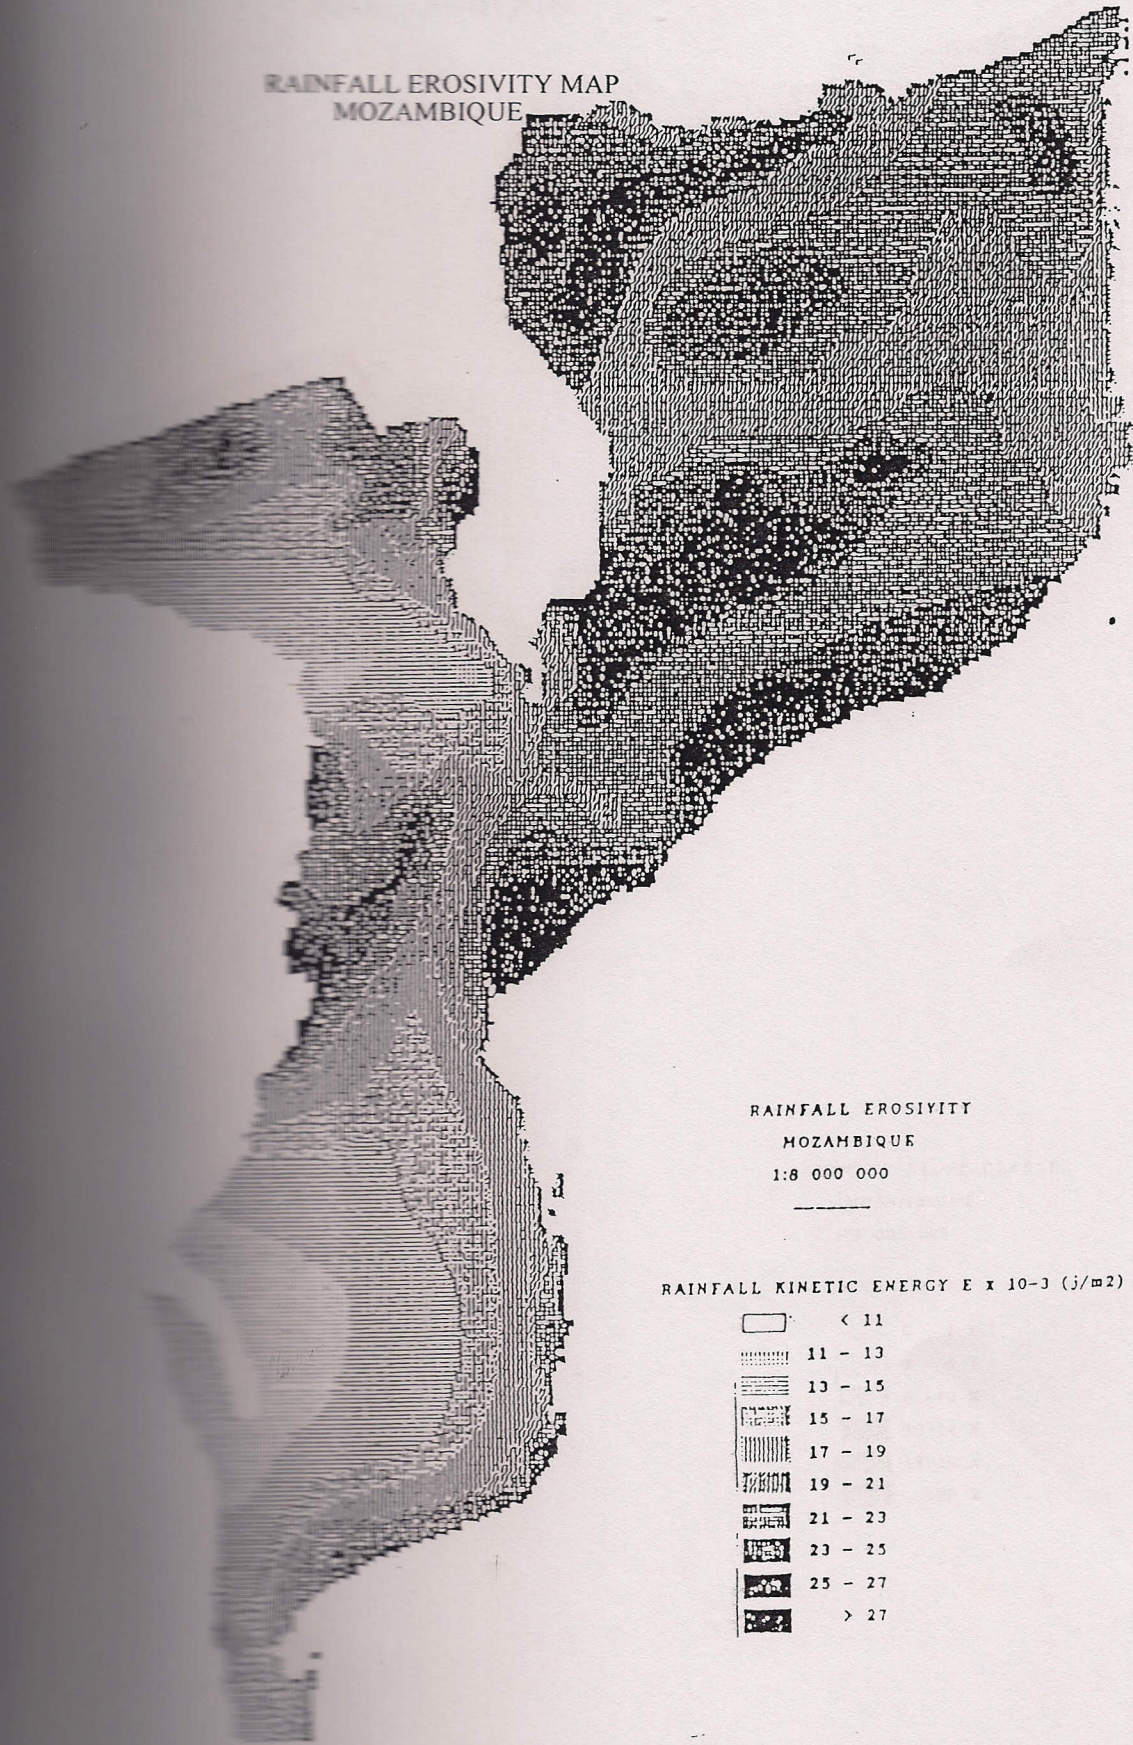 RAINFALL EROSIVITY MAP
MOZAMBIQUE
RAINFALL EROSIVITY
MOZAMBIQUE
1:8 000 000
RAINFALL KINETIC ENERGY E x 10-3 (j/m2)
< 11
11 - 13
13 - 15
15 - 17
17 - 19
19 - 21
21 - 23
23 - 25
25 - 27
> 27